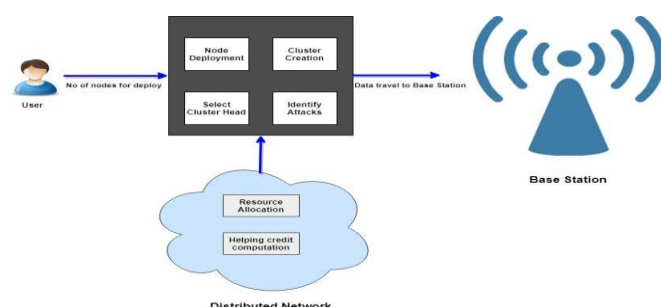 User
No of nodes for deploy
Node
Deployment
Cluster
Creation
Select
Cluster Head
Identify
Attacks
Data travel to Base Station
Base Station
Resource
Allocation
Helping credit
computation
Distributed Network